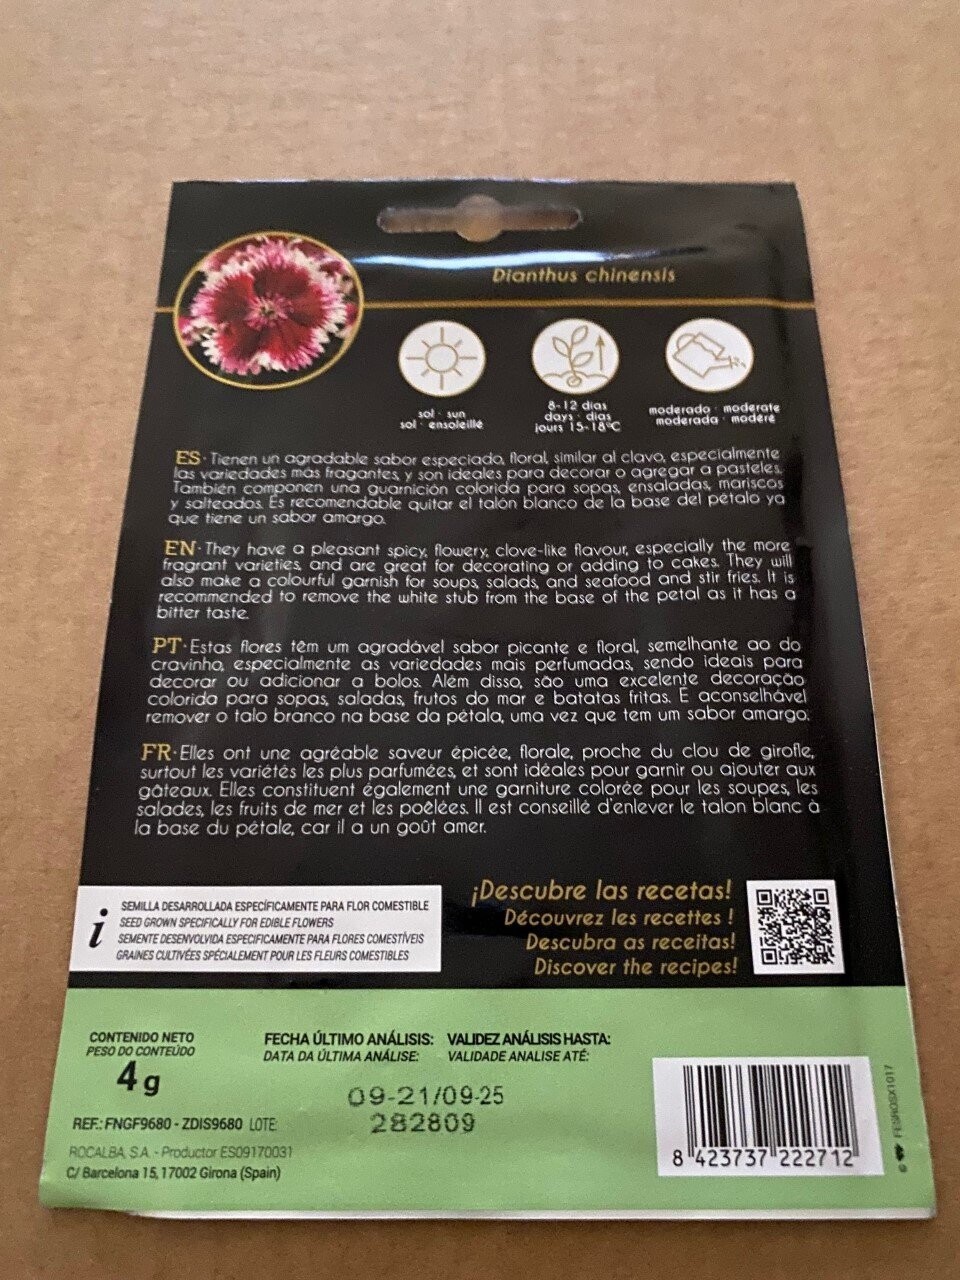 Dianthus chinensis
sol · sun
sol · ensoleillé
8-12 días
days · dias
jours 15-18ºC
moderado · moderate
moderada · modéré
ES · Tienen un agradable sabor especiado, floral, similar al clavo, especialmente
las variedades más fragantes, y son ideales para decorar o agregar a pasteles.
También componen una guarnición colorida para sopas, ensaladas, mariscos
y salteados. Es recomendable quitar el talón blanco de la base del pétalo ya
que tiene un sabor amargo.
EN · They have a pleasant spicy, flowery, clove-like flavour, especially the more
fragrant varieties, and are great for decorating or adding to cakes. They will
also make a colourful garnish for soups, salads, and seafood and stir fries. It is
recommended to remove the white stub from the base of the petal as it has a
bitter taste.
PT · Estas flores têm um agradável sabor picante e floral, semelhante ao do
cravinho, especialmente as variedades mais perfumadas, sendo ideais para
decorar ou adicionar a bolos. Além disso, são uma excelente decoração
colorida para sopas, saladas, frutos do mar e batatas fritas. É aconselhável
remover o talo branco na base da pétala, uma vez que tem um sabor amargo.
FR · Elles ont une agréable saveur épicée, florale, proche du clou de girofle,
surtout les variétés les plus parfumées, et sont idéales pour garnir ou ajouter aux
gâteaux. Elles constituent également une garniture colorée pour les soupes, les
salades, les fruits de mer et les poêlées. Il est conseillé d'enlever le talon blanc à
la base du pétale, car il a un goût amer.
i
SEMILLA DESARROLLADA ESPECÍFICAMENTE PARA FLOR COMESTIBLE
SEED GROWN SPECIFICALLY FOR EDIBLE FLOWERS
SEMENTE DESENVOLVIDA ESPECIFICAMENTE PARA FLORES COMESTÍVEIS
GRAINES CULTIVÉES SPÉCIALEMENT POUR LES FLEURS COMESTIBLES
¡Descubre las recetas!
Découvrez les recettes !
Descubra as receitas!
Discover the recipes!
CONTENIDO NETO
PESO DO CONTEÚDO
4 g
FECHA ÚLTIMO ANÁLISIS:
DATA DA ÚLTIMA ANÁLISE:
VALIDEZ ANÁLISIS HASTA:
VALIDADE ANALISE ATÉ:
09-21/09-25
REF.: FNGF9680 - ZDIS9680 LOTE: 282809
ROCALBA, S.A. - Productor ES09170031
C/ Barcelona 15, 17002 Girona (Spain)
8 423737 222712
FESROSX1017